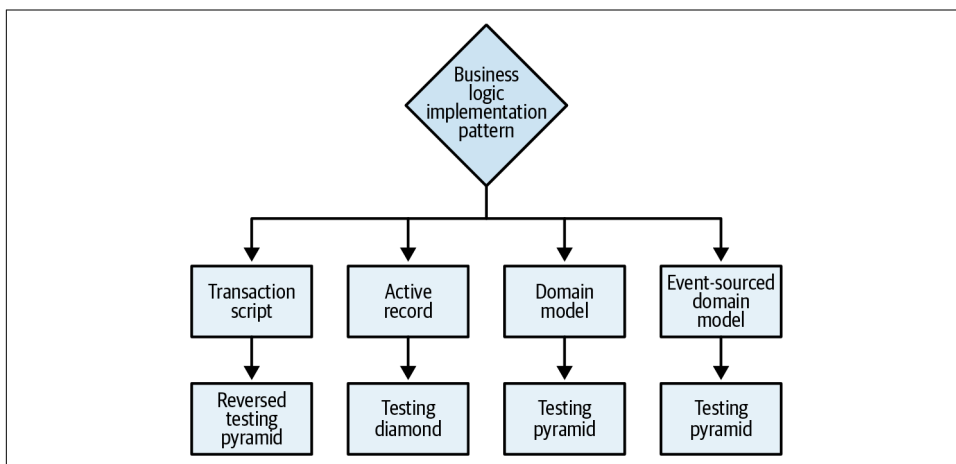 Business
logic
implementation
pattern
Transaction
script
Active
record
Domain
model
Event-sourced
domain
model
Reversed
testing
pyramid
Testing
diamond
Testing
pyramid
Testing
pyramid